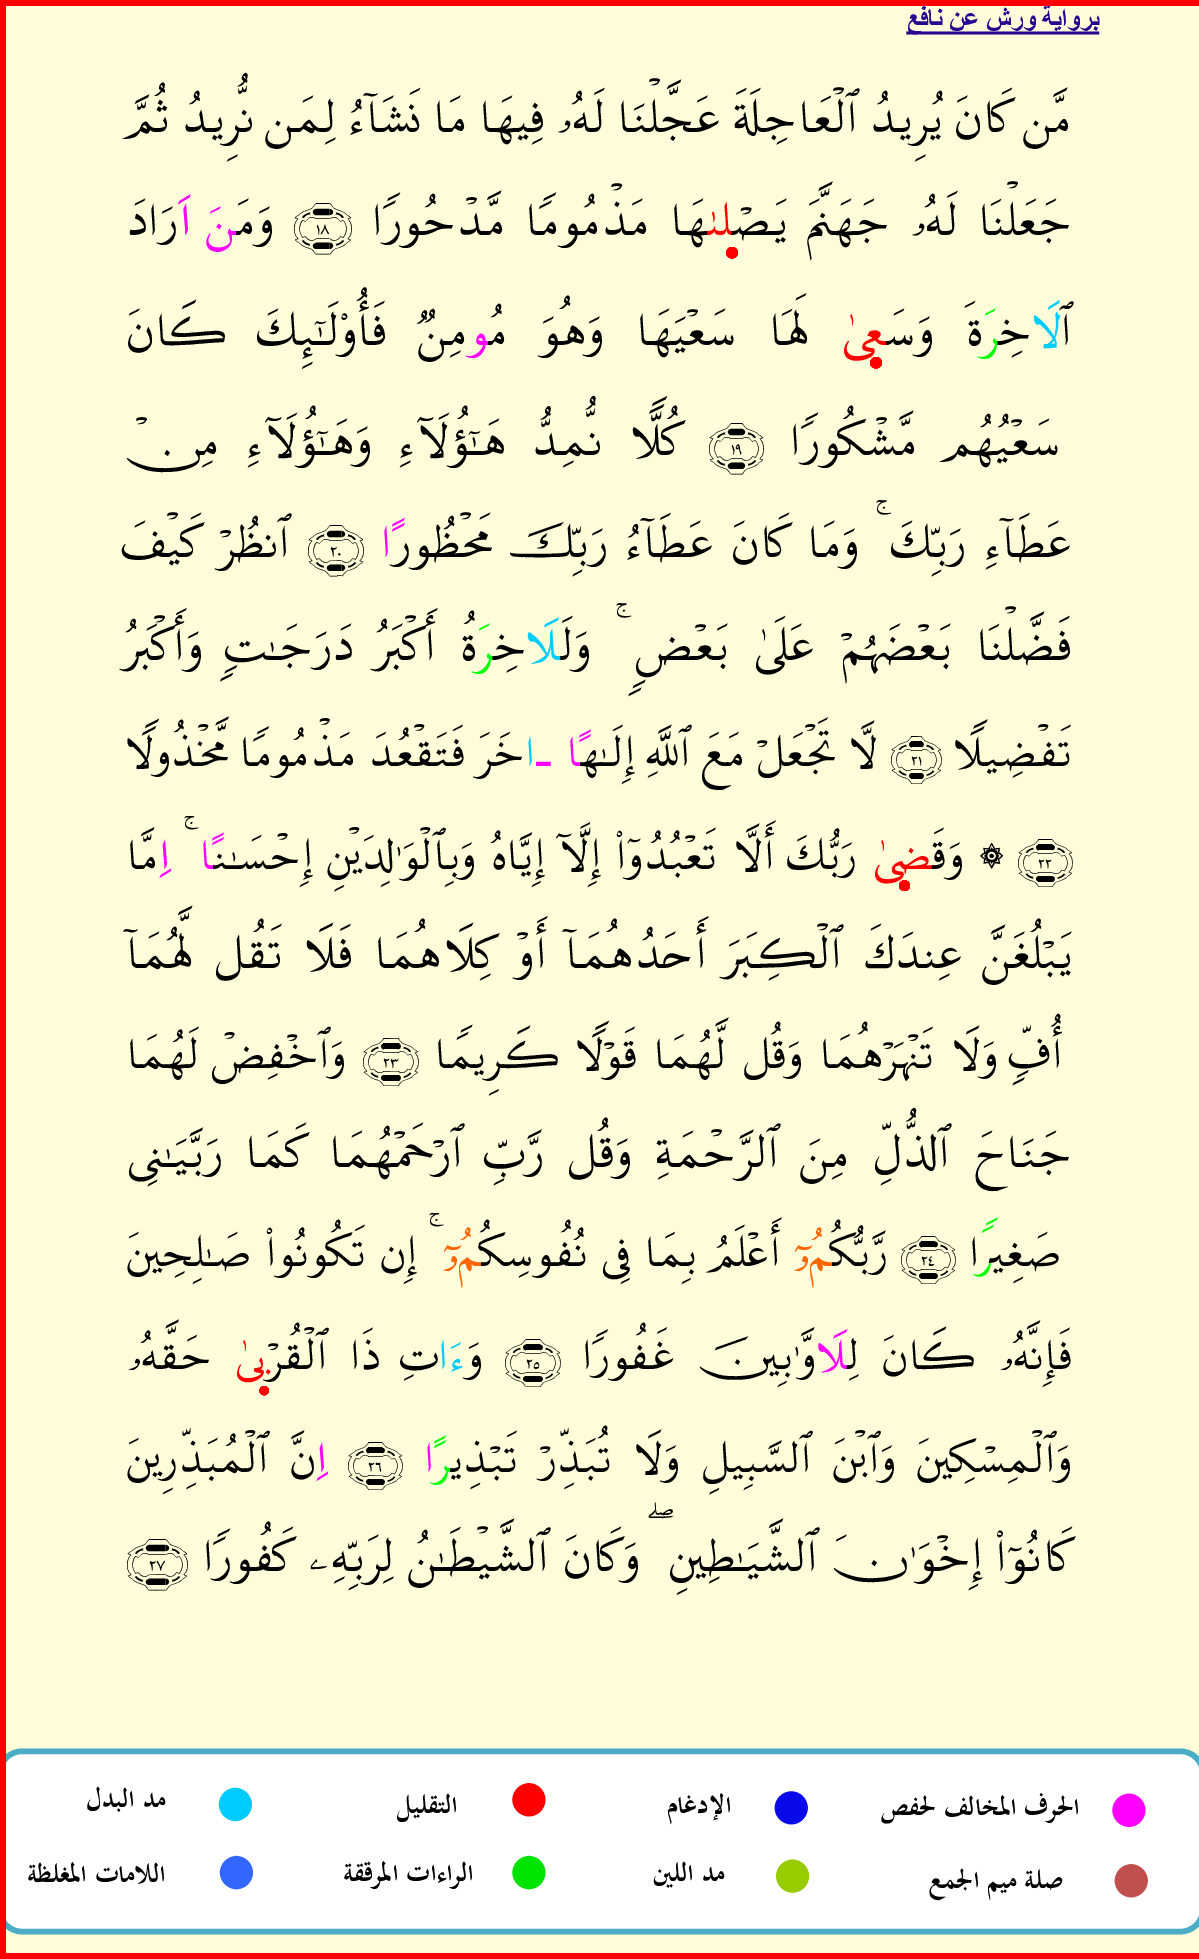 برواية ورش عن نافع
مَّن كَانَ يُرِيدُ ٱلْعَاجِلَةَ عَجَّلْنَا لَهُۥ فِيهَا مَا نَشَآءُ لِمَن نُّرِيدُ ثُمَّ
جَعَلْنَا لَهُۥ جَهَنَّمَ يَصْلىٰهَا مَذْمُومًا مَّدْحُورًا ١٨ وَمَنَ اَرَادَ
ٱلَاخِرَةَ وَسَعىٰ لَهَا سَعْيَهَا وَهُوَ مُومِنٌ فَأُوْلَٰٓئِكَ كَانَ
سَعْيُهُم مَّشْكُورًا ١٩ كُلًّا نُّمِدُّ هَٰٓؤُلَآءِ وَهَٰٓؤُلَآءِ مِنْ
عَطَآءِ رَبِّكَ ۚ وَمَا كَانَ عَطَآءُ رَبِّكَ مَحْظُورًا ٢٠ ٱنظُرْ كَيْفَ
فَضَّلْنَا بَعْضَهُمْ عَلَىٰ بَعْضٍ ۚ وَلَلَاخِرَةُ أَكْبَرُ دَرَجَٰتٍ وَأَكْبَرُ
تَفْضِيلًا ٢١ لَّا تَجْعَلْ مَعَ ٱللَّهِ إِلَٰهًا ـاخَرَ فَتَقْعُدَ مَذْمُومًا مَّخْذُولًا
٢٢ ۞ وَقَضىٰ رَبُّكَ أَلَّا تَعْبُدُوٓاْ إِلَّآ إِيَّاهُ وَبِٱلْوَٰلِدَيْنِ إِحْسَٰنًا ۚ اِمَّا
يَبْلُغَنَّ عِندَكَ ٱلْكِبَرَ أَحَدُهُمَآ أَوْ كِلَاهُمَا فَلَا تَقُل لَّهُمَآ
أُفٍّ وَلَا تَنْهَرْهُمَا وَقُل لَّهُمَا قَوْلًا كَرِيمًا ٢٣ وَٱخْفِضْ لَهُمَا
جَنَاحَ ٱلذُّلِّ مِنَ ٱلرَّحْمَةِ وَقُل رَّبِّ ٱرْحَمْهُمَا كَمَا رَبَّيَٰنِى
صَغِيرًا ٢٤ رَّبُّكُمُۥٓ أَعْلَمُ بِمَا فِى نُفُوسِكُمُۥٓ ۚ إِن تَكُونُواْ صَٰلِحِينَ
فَإِنَّهُۥ كَانَ لِلَاوَّٰبِينَ غَفُورًا ٢٥ وَءَاتِ ذَا ٱلْقُرْبىٰ حَقَّهُۥ
وَٱلْمِسْكِينَ وَٱبْنَ ٱلسَّبِيلِ وَلَا تُبَذِّرْ تَبْذِيرًا ٢٦ اِنَّ ٱلْمُبَذِّرِينَ
كَانُوٓاْ إِخْوَٰنَ ٱلشَّيَٰطِينِ ۖ وَكَانَ ٱلشَّيْطَٰنُ لِرَبِّهِۦ كَفُورًا ٢٧
الحرف المخالف لحفص الإدغام التقليل مد البدل
صلة ميم الجمع مد اللين الراءات المرققة اللامات المغلظة